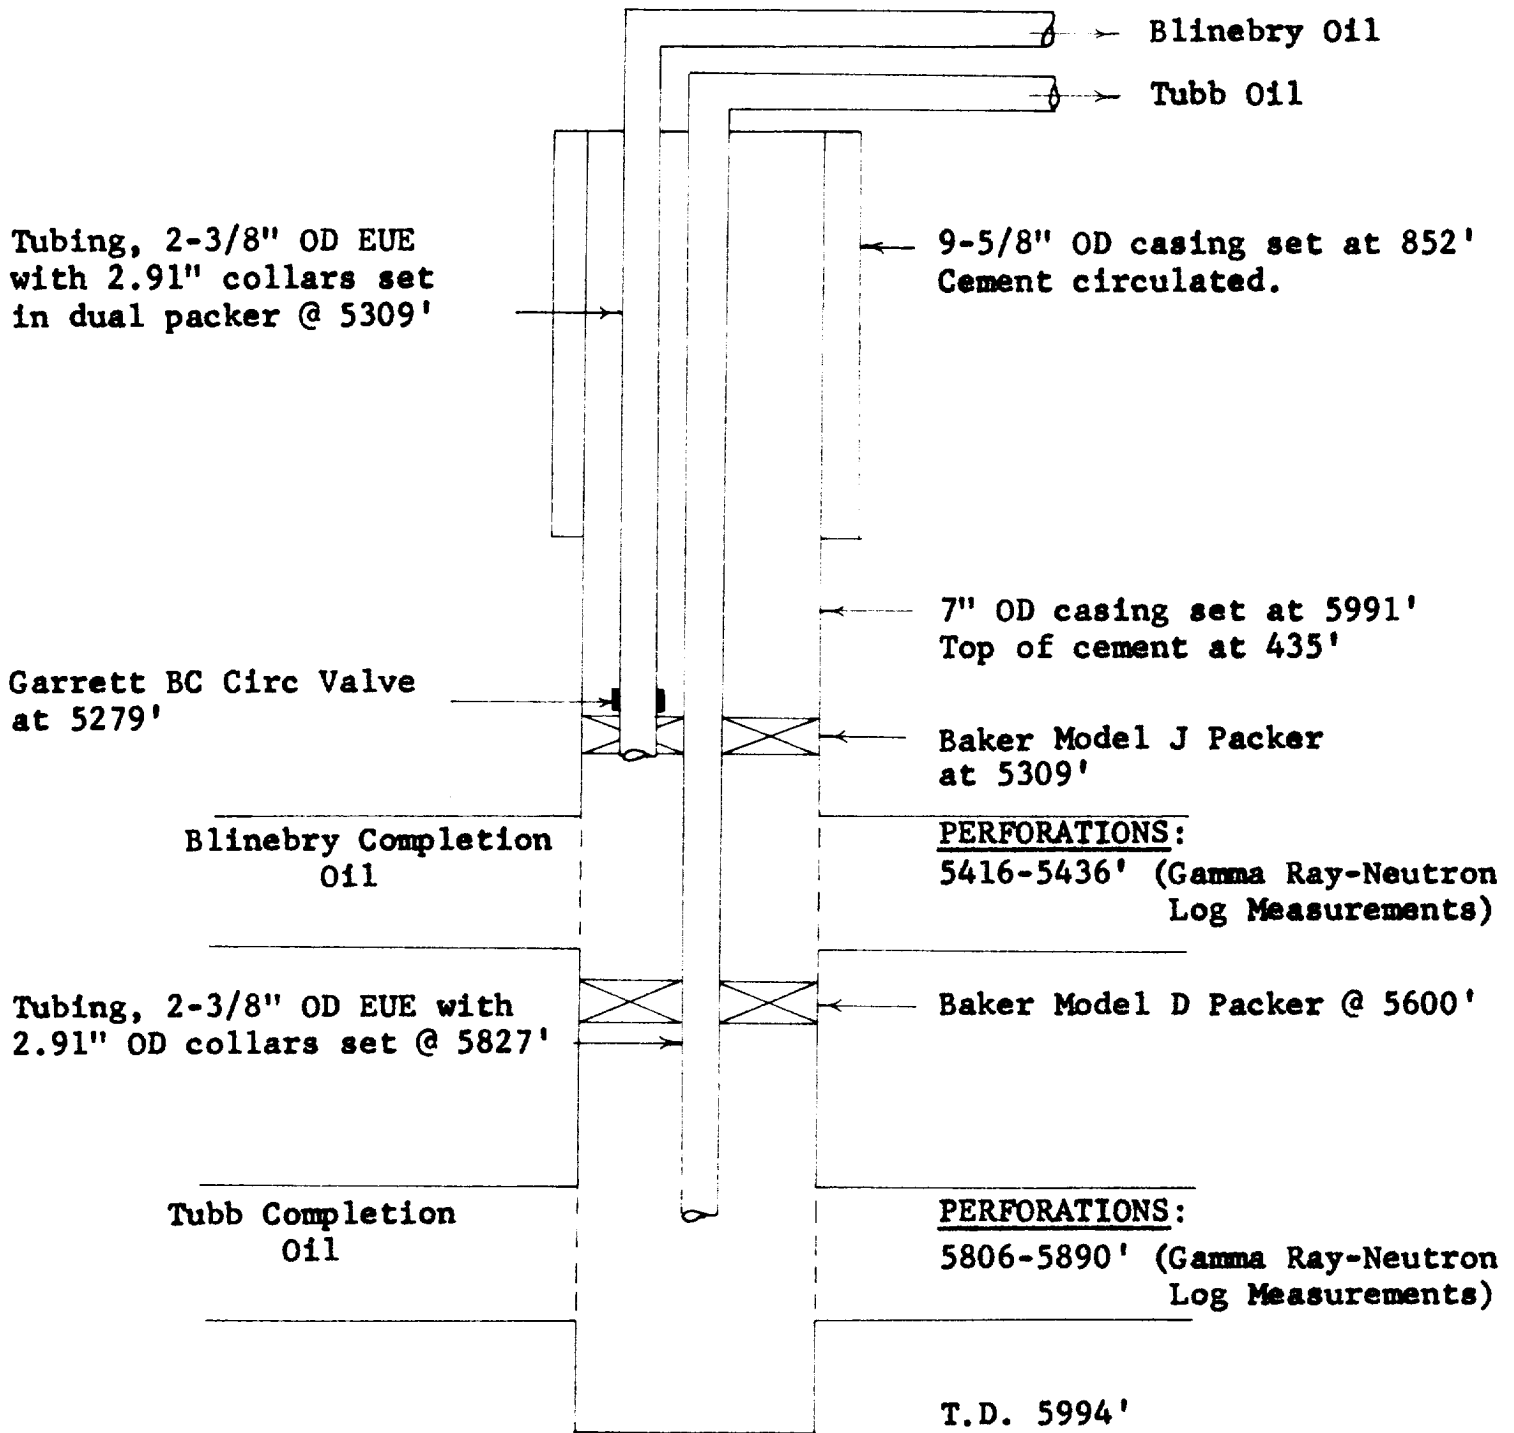 Blinebry Oil
Tubb Oil
Tubing, 2-3/8" OD EUE
with 2.91" collars set
in dual packer @ 5309'
9-5/8" OD casing set at 852'
Cement circulated.
7" OD casing set at 5991'
Top of cement at 435'
Garrett BC Circ Valve
at 5279'
Baker Model J Packer
at 5309'
Blinebry Completion
Oil
PERFORATIONS:
5416-5436' (Gamma Ray-Neutron
Log Measurements)
Tubing, 2-3/8" OD EUE with
2.91" OD collars set @ 5827'
Baker Model D Packer @ 5600'
Tubb Completion
Oil
PERFORATIONS:
5806-5890' (Gamma Ray-Neutron
Log Measurements)
T.D. 5994'